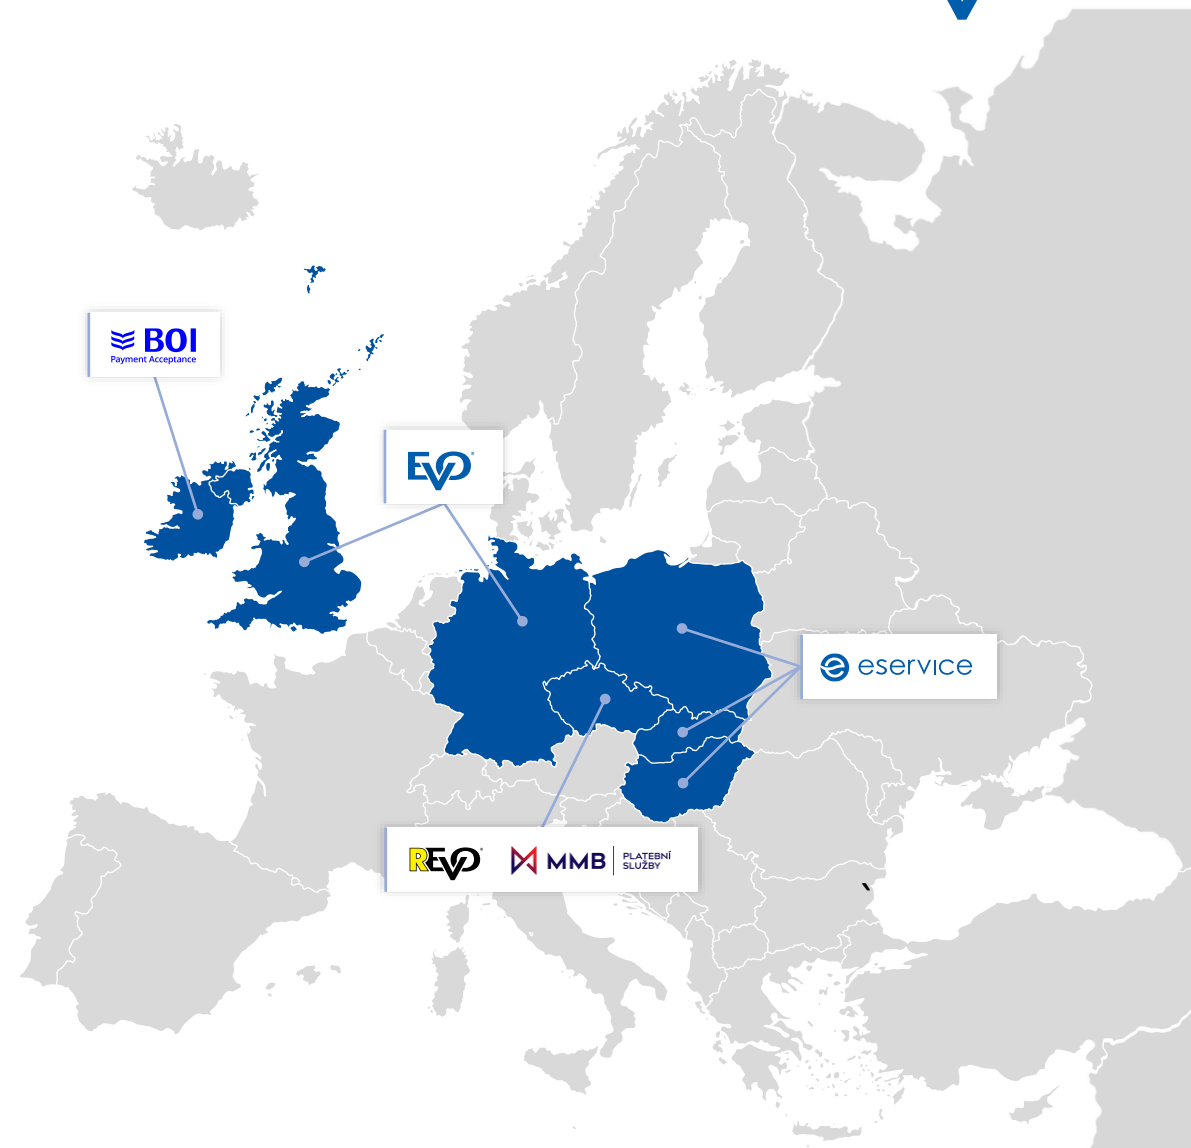 BOI
Payment Acceptance
EVO
eservice
REVO
MMB
PLATEBNÍ
SLUŽBY